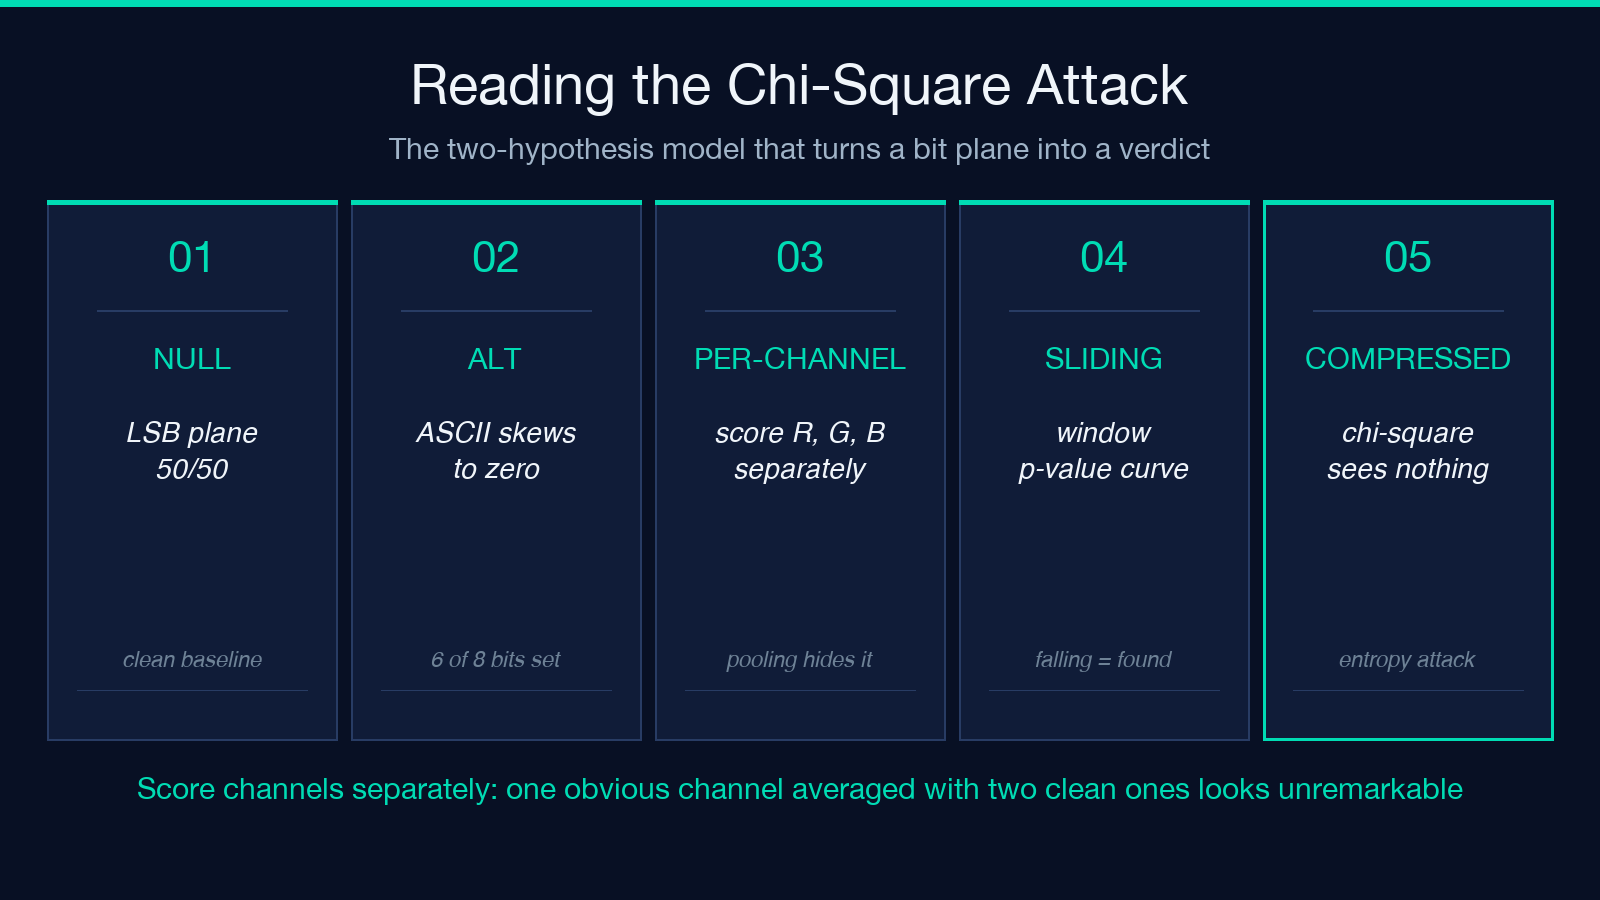 Reading the Chi-Square Attack
The two-hypothesis model that turns a bit plane into a verdict
01
NULL
LSB plane
50/50
clean baseline
02
ALT
ASCII skews
to zero
6 of 8 bits set
03
PER-CHANNEL
score R, G, B
separately
pooling hides it
04
SLIDING
window
p-value curve
falling = found
05
COMPRESSED
chi-square
sees nothing
entropy attack
Score channels separately: one obvious channel averaged with two clean ones looks unremarkable